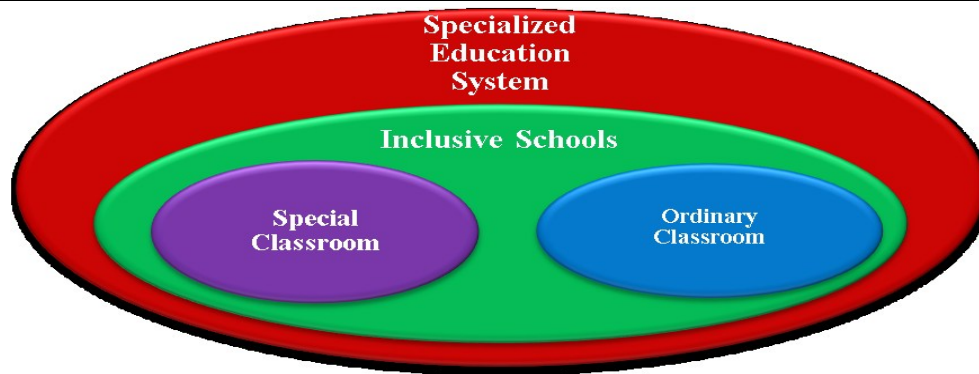 Specialized
Education
System
Inclusive Schools
Special
Classroom
Ordinary
Classroom